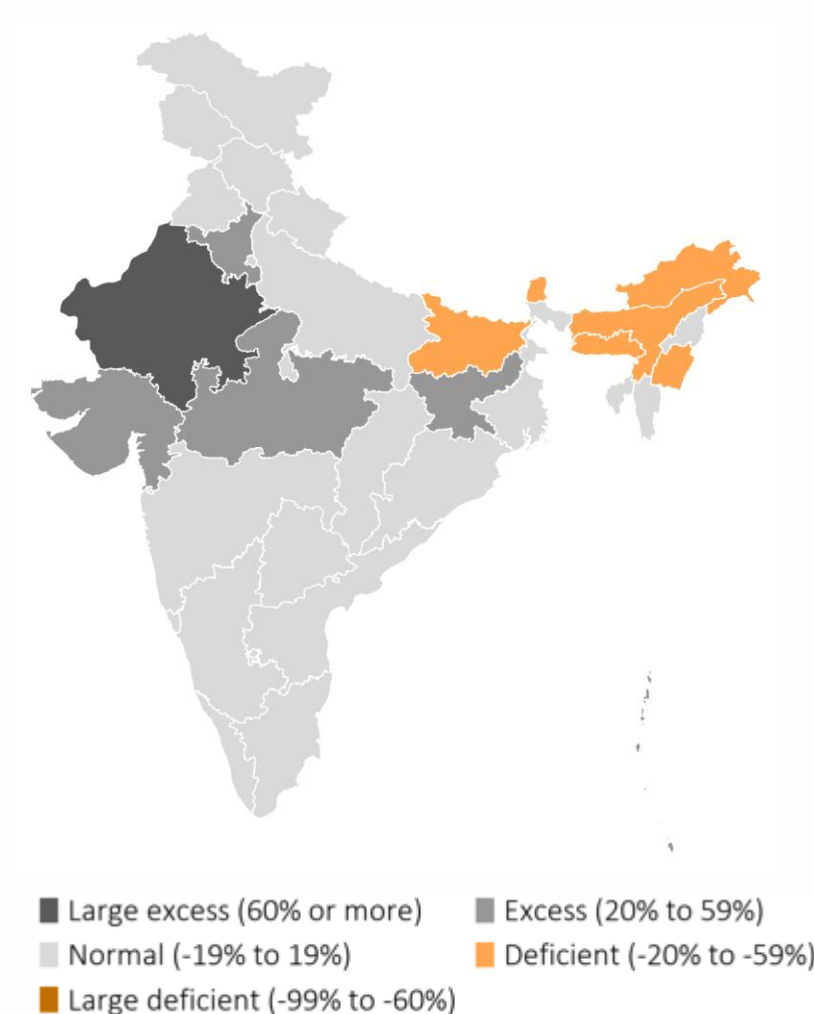 Large excess (60% or more) Excess (20% to 59%)
Normal (-19% to 19%) Deficient (-20% to -59%)
Large deficient (-99% to -60%)